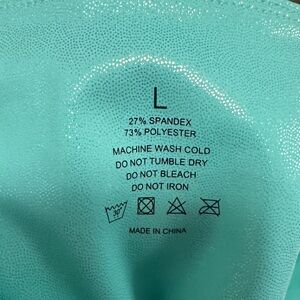 L
27% SPANDEX
73% POLYESTER
MACHINE WASH COLD
DO NOT TUMBLE DRY
DO NOT BLEACH
DO NOT IRON
30°
MADE IN CHINA